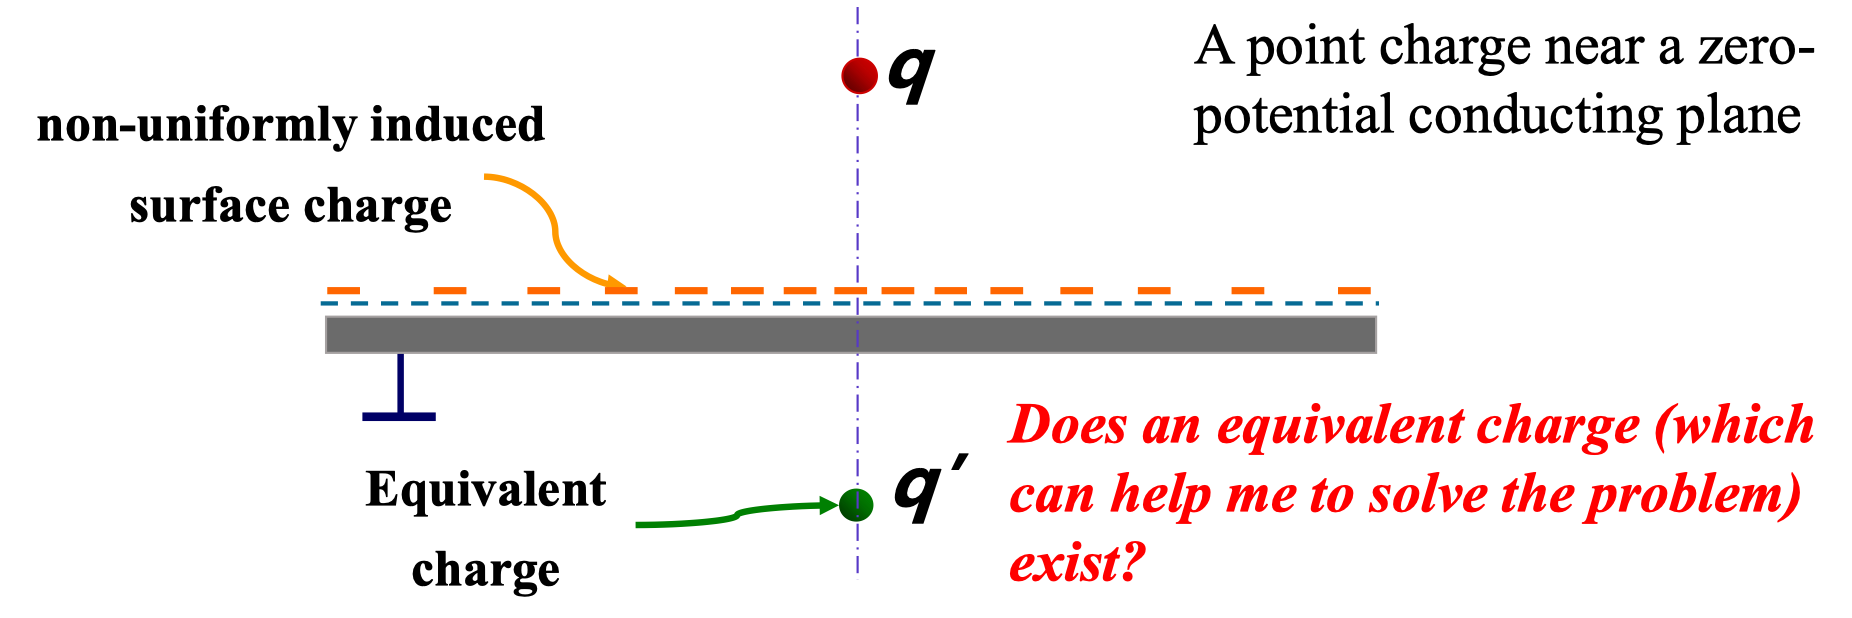 A point charge near a zero-
potential conducting plane
q
non-uniformly induced
surface charge
Equivalent
charge
q′
Does an equivalent charge (which
can help me to solve the problem)
exist?